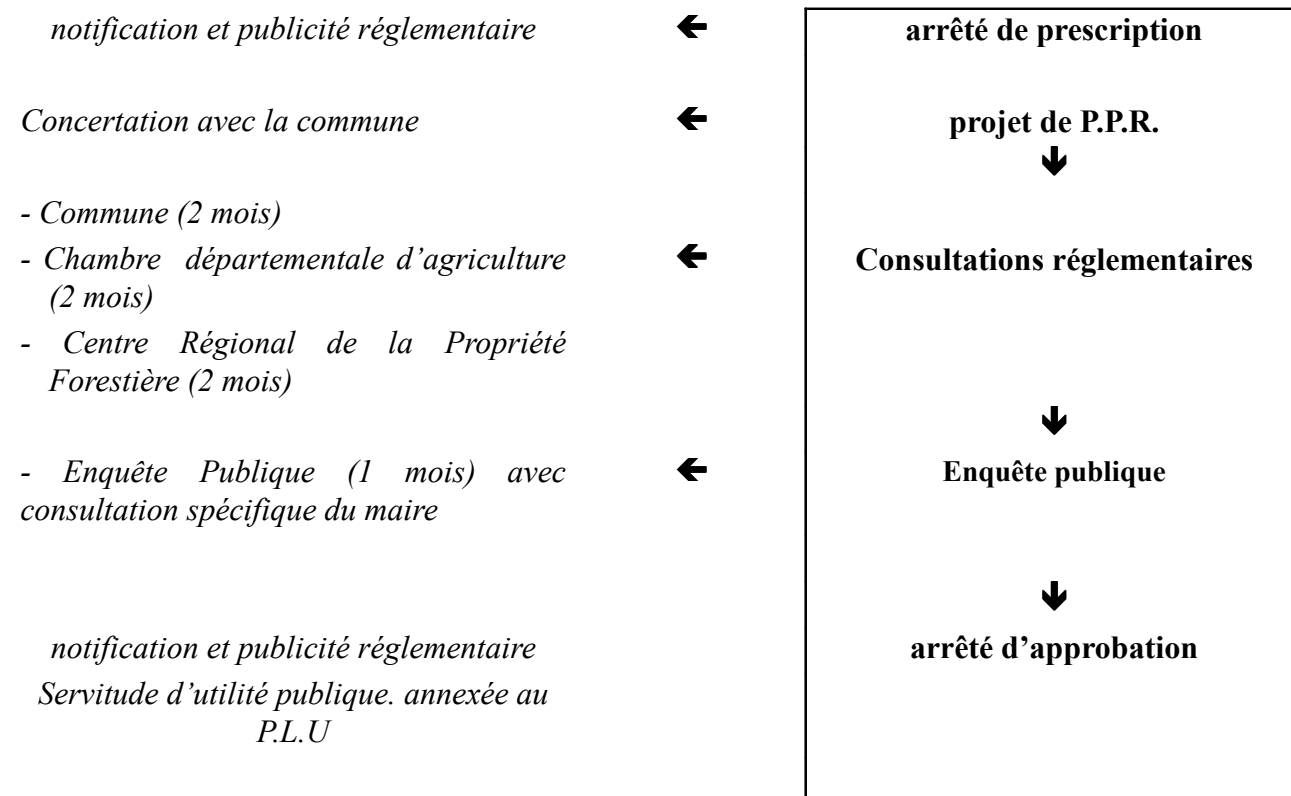 notification et publicité réglementaire 🡸 arrêté de prescription
Concertation avec la commune 🡸 projet de P.P.R.
🡻
- Commune (2 mois)
- Chambre départementale d’agriculture 🡸 Consultations réglementaires
(2 mois)
- Centre Régional de la Propriété
Forestière (2 mois)
🡻
- Enquête Publique (1 mois) avec 🡸 Enquête publique
consultation spécifique du maire
🡻
notification et publicité réglementaire arrêté d’approbation
Servitude d’utilité publique. annexée au
P.L.U